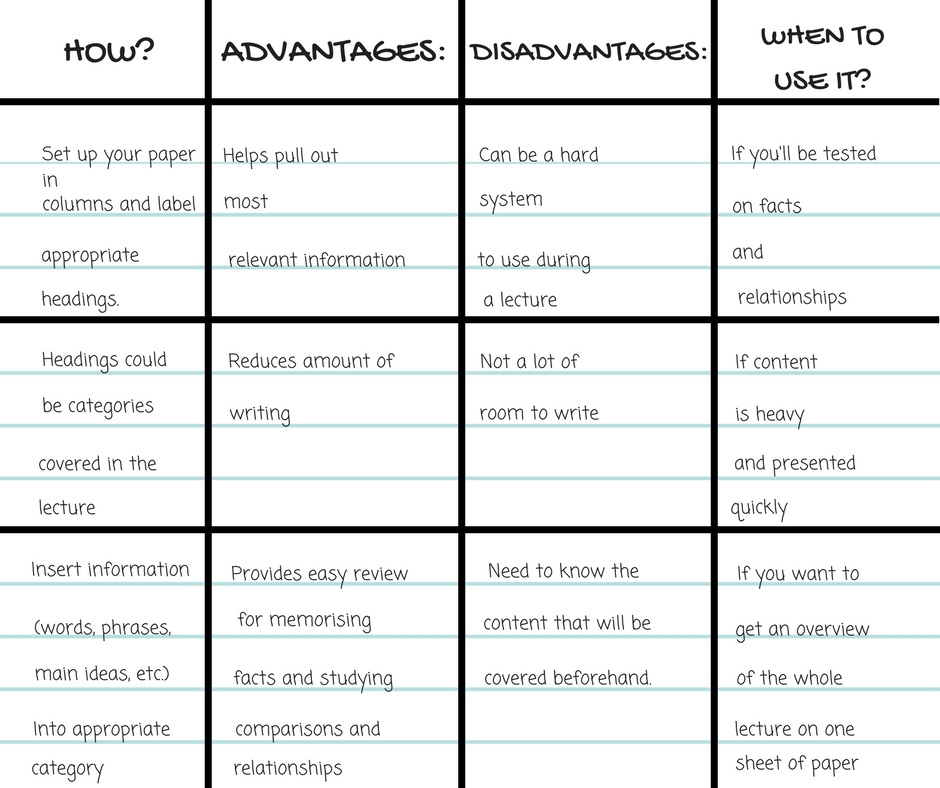 HOW?
ADVANTAGES:
DISADVANTAGES:
WHEN TO
USE IT?
Set up your paper
in
columns and label
appropriate
headings.
Helps pull out
most
relevant information
Can be a hard
system
to use during
a lecture
If you'll be tested
on facts
and
relationships
Headings could
be categories
covered in the
lecture
Reduces amount of
writing
Not a lot of
room to write
If content
is heavy
and presented
quickly
Insert information
(words, phrases,
main ideas, etc.)
Into appropriate
category
Provides easy review
for memorising
facts and studying
comparisons and
relationships
Need to know the
content that will be
covered beforehand.
If you want to
get an overview
of the whole
lecture on one
sheet of paper